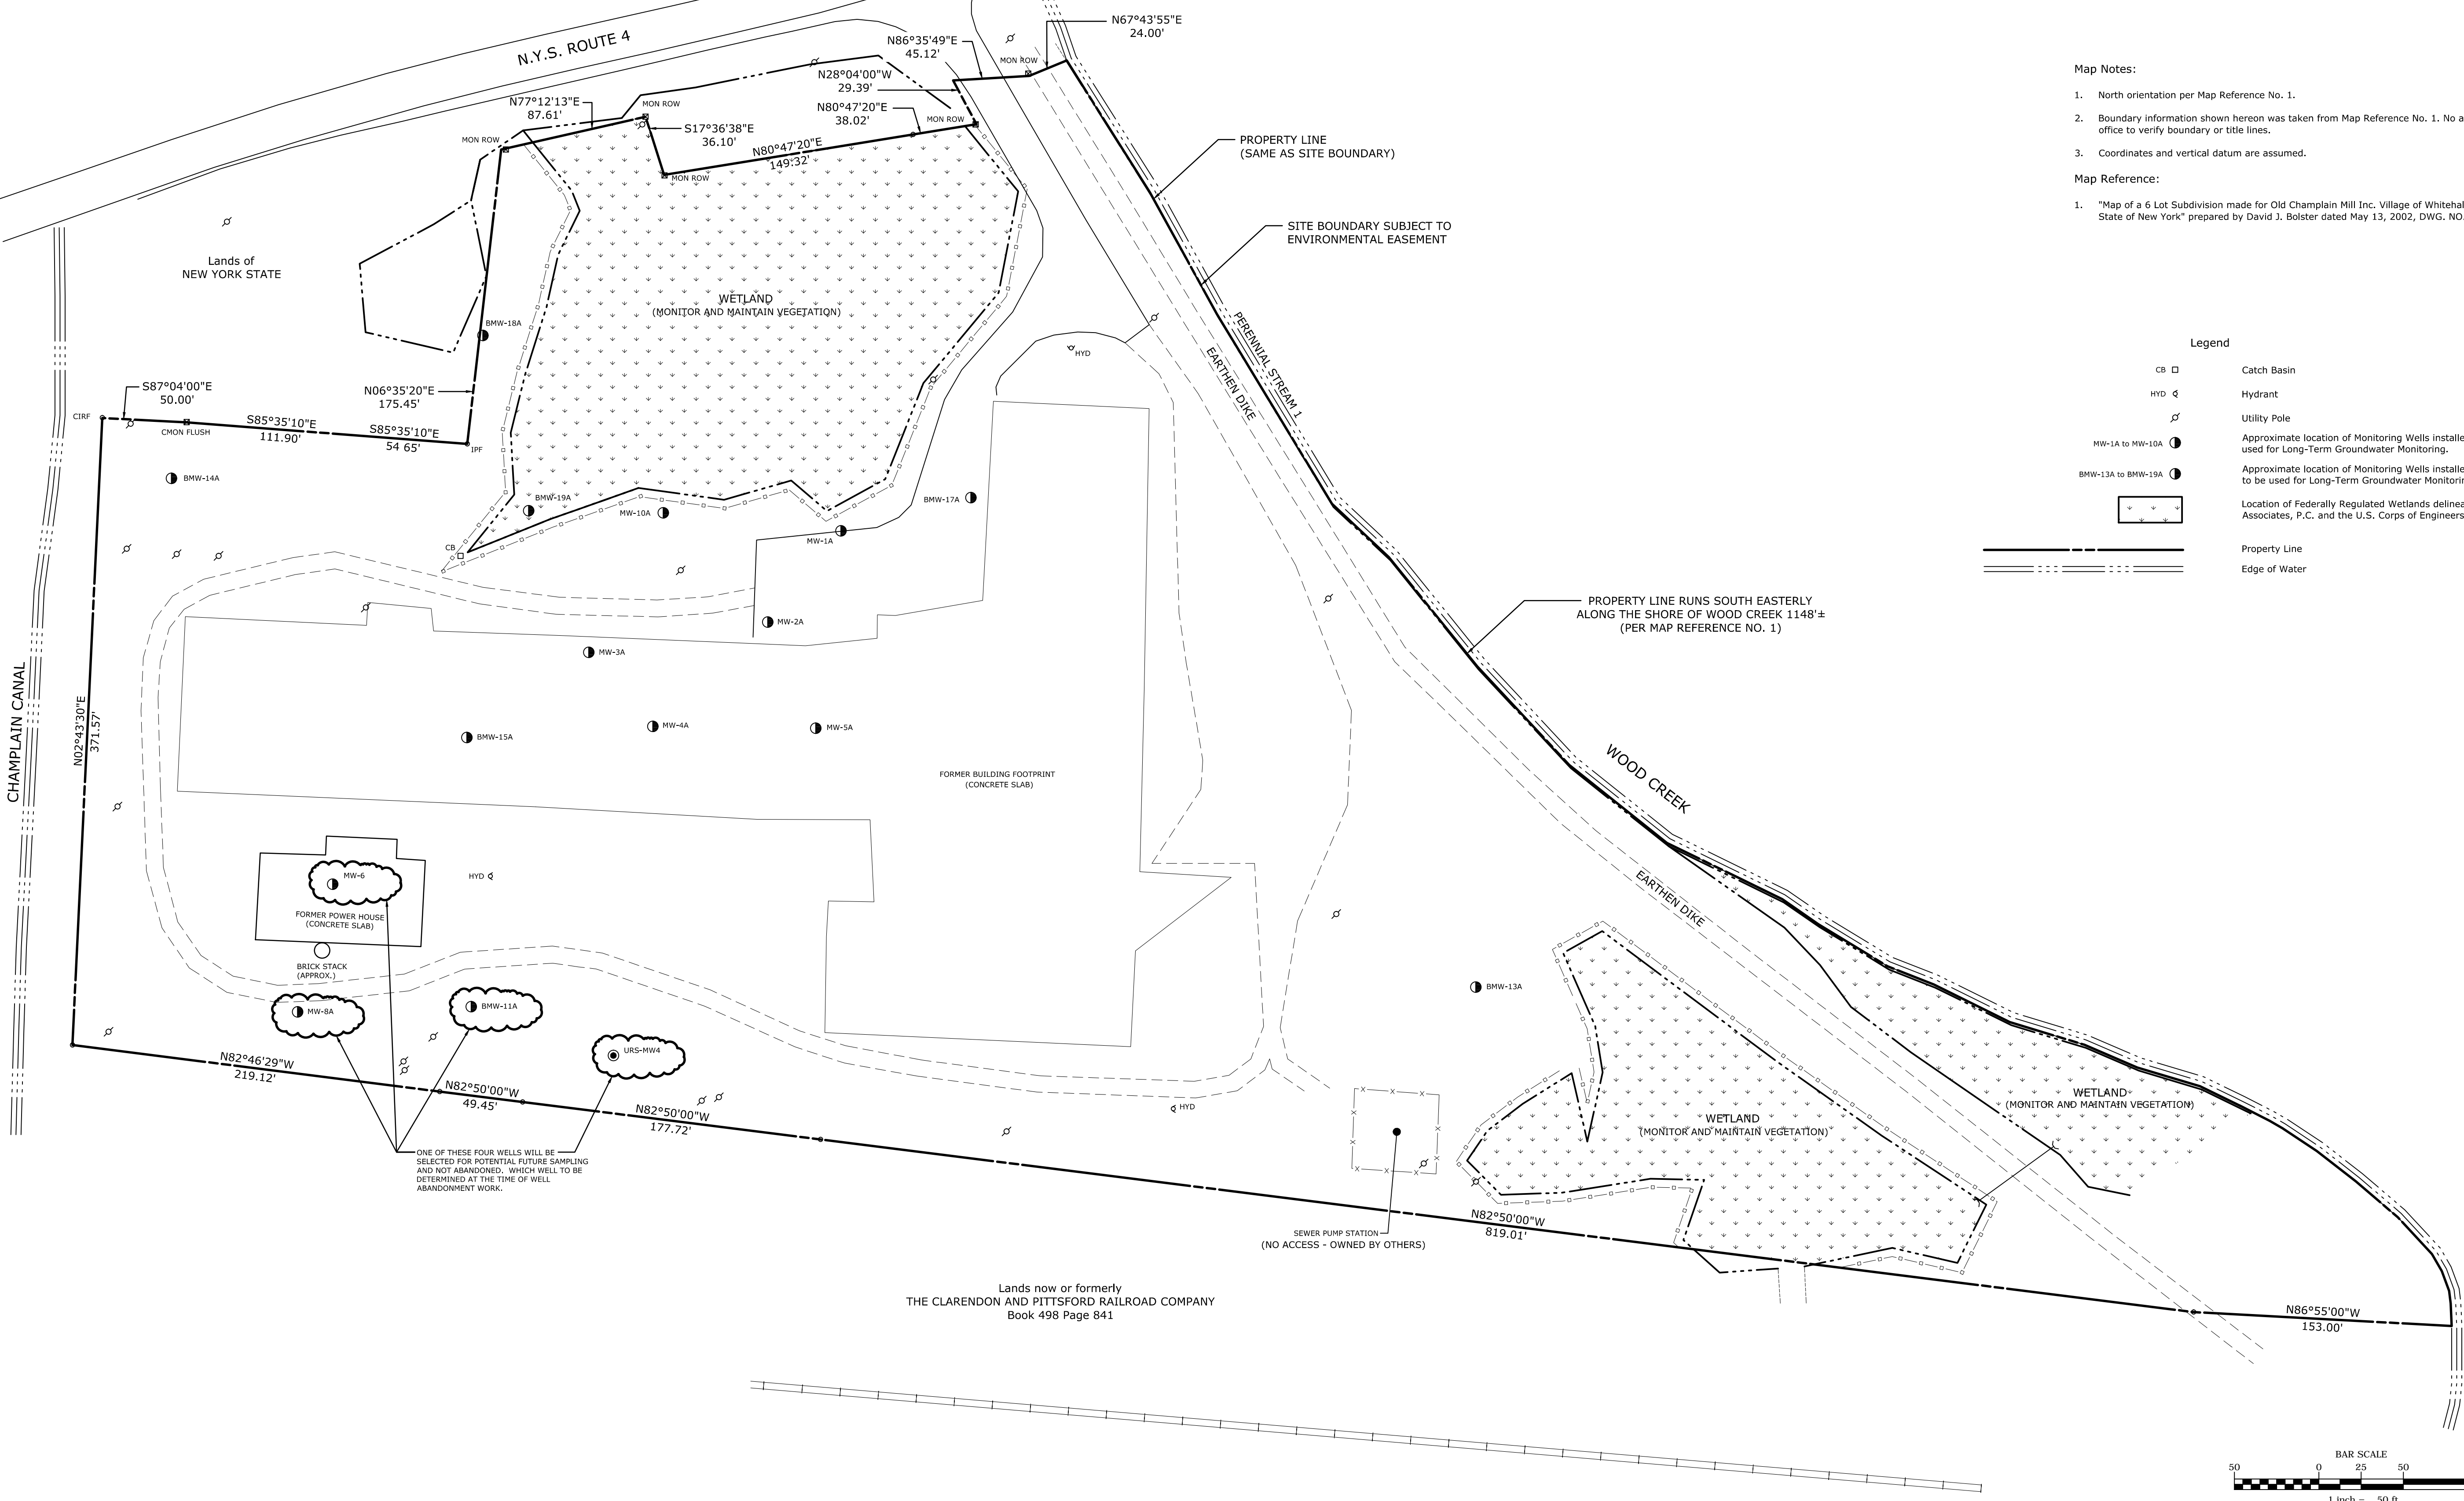 N.Y.S. ROUTE 4
N67°43'55"E
24.00'
N86°35'49"E
45.12'
MON ROW
N28°04'00"W
29.39'
N77°12'13"E
87.61'
MON ROW
N80°47'20"E
38.02'
MON ROW
S17°36'38"E
36.10'
MON ROW
N80°47'20"E
149.32'
MON ROW
PROPERTY LINE
(SAME AS SITE BOUNDARY)
SITE BOUNDARY SUBJECT TO
ENVIRONMENTAL EASEMENT
Lands of
NEW YORK STATE
WETLAND
(MONITOR AND MAINTAIN VEGETATION)
BMW-18A
PERENNIAL STREAM 1
EARTHEN DIKE
HYD
S87°04'00"E
50.00'
N06°35'20"E
175.45'
CIRF
CMON FLUSH
S85°35'10"E
111.90'
S85°35'10"E
54 65'
IPF
BMW-14A
BMW-19A
MW-10A
BMW-17A
MW-1A
CB
MW-2A
MW-3A
MW-4A
MW-5A
BMW-15A
PROPERTY LINE RUNS SOUTH EASTERLY
ALONG THE SHORE OF WOOD CREEK 1148'±
(PER MAP REFERENCE NO. 1)
CHAMPLAIN CANAL
N02°43'30"E
371.57'
FORMER BUILDING FOOTPRINT
(CONCRETE SLAB)
WOOD CREEK
MW-6
HYD
FORMER POWER HOUSE
(CONCRETE SLAB)
BRICK STACK
(APPROX.)
EARTHEN DIKE
MW-8A
BMW-11A
URS-MW4
BMW-13A
N82°46'29"W
219.12'
N82°50'00"W
49.45'
N82°50'00"W
177.72'
HYD
WETLAND
(MONITOR AND MAINTAIN VEGETATION)
WETLAND
(MONITOR AND MAINTAIN VEGETATION)
ONE OF THESE FOUR WELLS WILL BE
SELECTED FOR POTENTIAL FUTURE SAMPLING
AND NOT ABANDONED. WHICH WELL TO BE
DETERMINED AT THE TIME OF WELL
ABANDONMENT WORK.
SEWER PUMP STATION
(NO ACCESS - OWNED BY OTHERS)
N82°50'00"W
819.01'
Lands now or formerly
THE CLARENDON AND PITTSFORD RAILROAD COMPANY
Book 498 Page 841
N86°55'00"W
153.00'
Map Notes:
1. North orientation per Map Reference No. 1.
2. Boundary information shown hereon was taken from Map Reference No. 1. No a
office to verify boundary or title lines.
3. Coordinates and vertical datum are assumed.
Map Reference:
1. "Map of a 6 Lot Subdivision made for Old Champlain Mill Inc. Village of Whitehal
State of New York" prepared by David J. Bolster dated May 13, 2002, DWG. NO.
Legend
CB Catch Basin
HYD Hydrant
Utility Pole
MW-1A to MW-10A Approximate location of Monitoring Wells installe
used for Long-Term Groundwater Monitoring.
BMW-13A to BMW-19A Approximate location of Monitoring Wells installe
to be used for Long-Term Groundwater Monitorin
Location of Federally Regulated Wetlands delinea
Associates, P.C. and the U.S. Corps of Engineers
Property Line
Edge of Water
BAR SCALE
50 0 25 50
1 inch = 50 ft